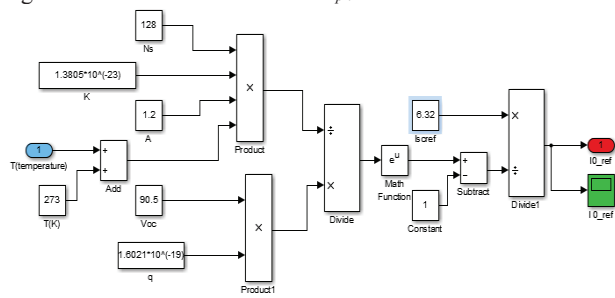 128
Ns
1.3805*10^(-23)
K
1.2
A
×
Product
1
T(temperature)
+
+
Add
273
T(K)
90.5
Voc
1.6021*10^(-19)
q
×
Product1
÷
×
Divide
e^u
Math
Function
6.32
Iscref
1
Constant
+
−
Subtract
×
÷
Divide1
1
I0_ref
I0_ref